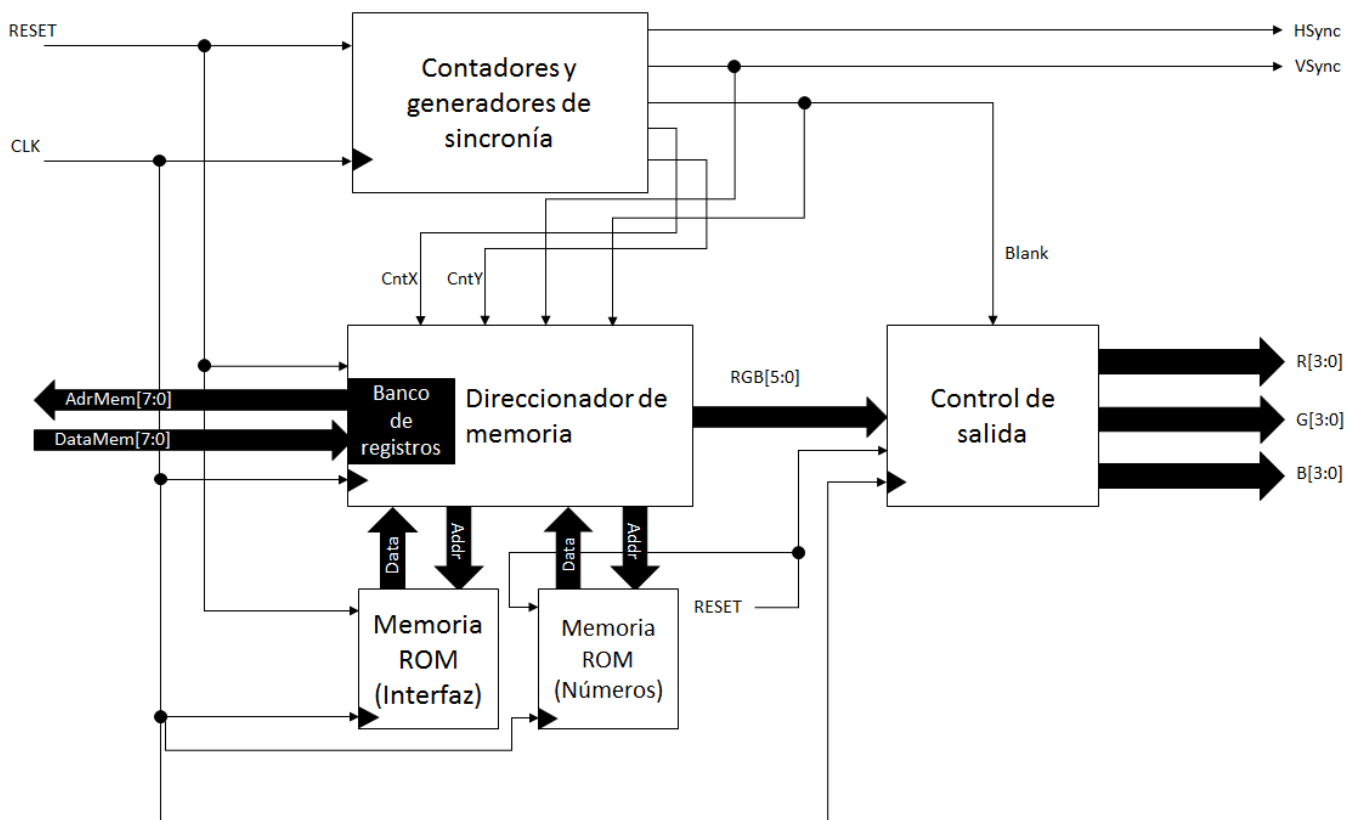 RESET
HSync
Contadores y
generadores de
sincronía
VSync
CLK
Blank
CntX
CntY
RGB[5:0]
R[3:0]
AdrMem[7:0]
Banco
de
registros
Direccionador de
memoria
Control de
salida
G[3:0]
DataMem[7:0]
B[3:0]
Data
Addr
Data
Addr
RESET
Memoria
ROM
(Interfaz)
Memoria
ROM
(Números)